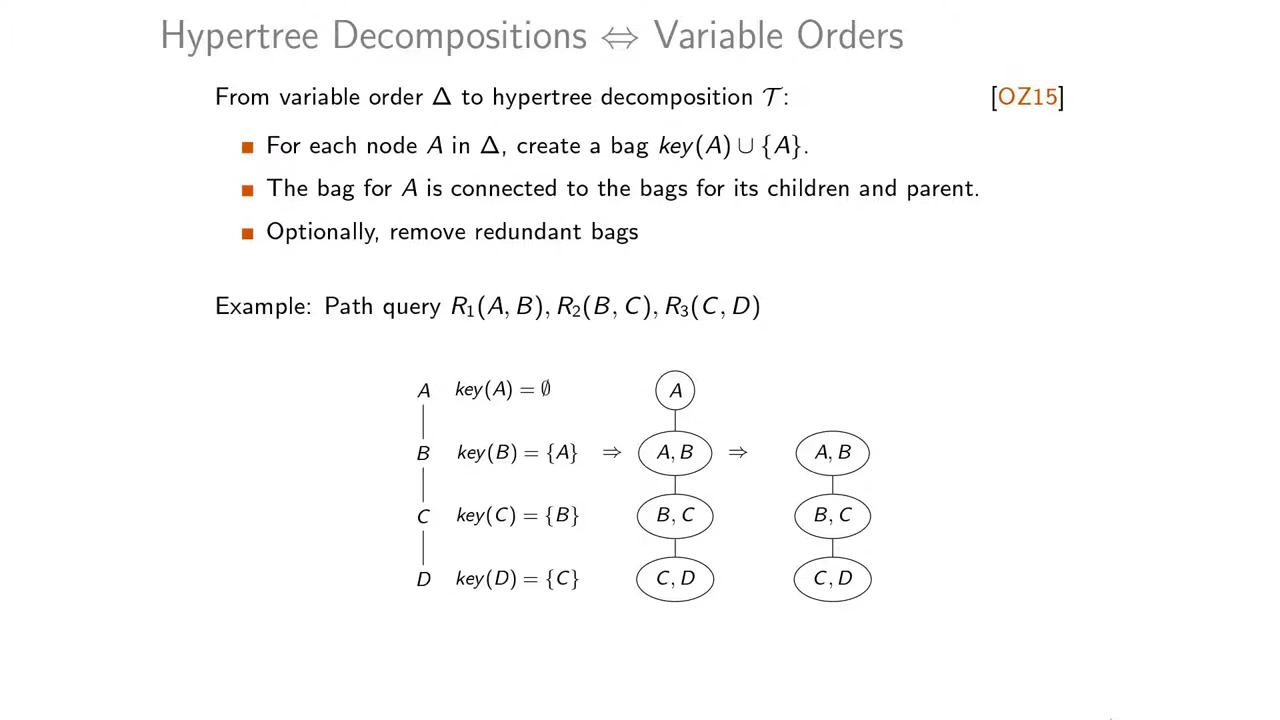 Hypertree Decompositions ⇔ Variable Orders
From variable order Δ to hypertree decomposition 𝒯: [OZ15]
■ For each node A in Δ, create a bag key(A) ∪ {A}.
■ The bag for A is connected to the bags for its children and parent.
■ Optionally, remove redundant bags
Example: Path query R₁(A, B), R₂(B, C), R₃(C, D)
A key(A) = ∅ A
B key(B) = {A} ⇒ A, B ⇒ A, B
C key(C) = {B} B, C B, C
D key(D) = {C} C, D C, D